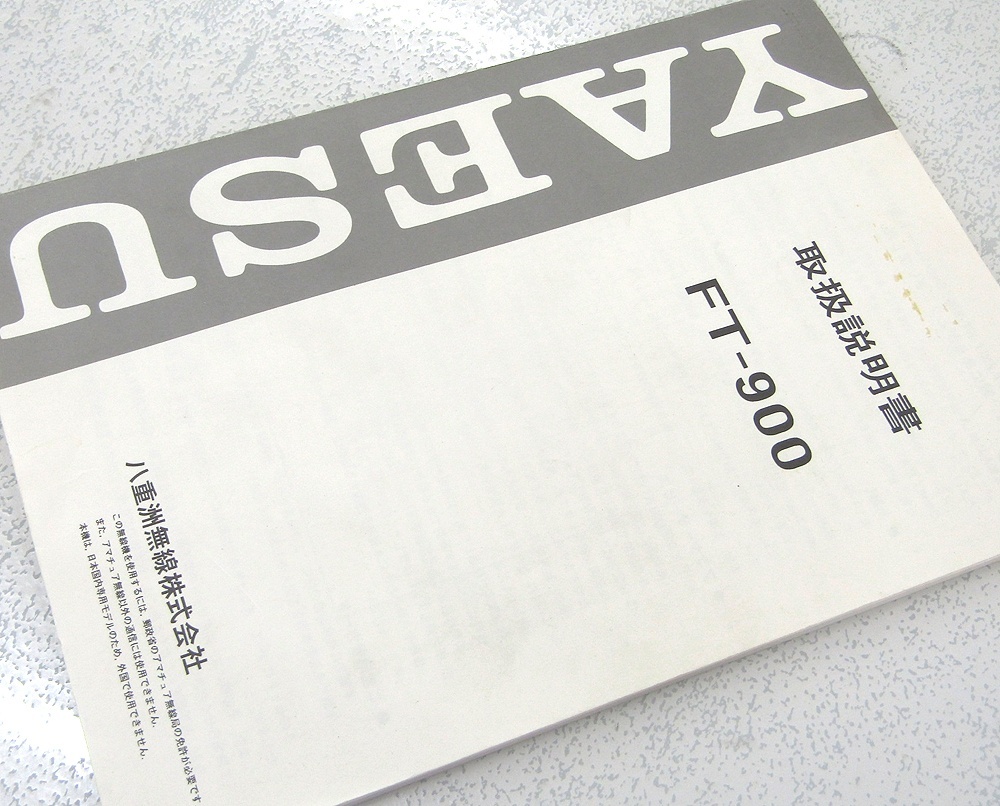 YAESU
取扱説明書
FT-900
八重洲無線株式会社
この無線機を使用するには、郵政省のアマチュア無線局の免許が必要です
また、アマチュア無線以外の通信には使用できません。
本機は、日本国内専用モデルのため、外国で使用できません。